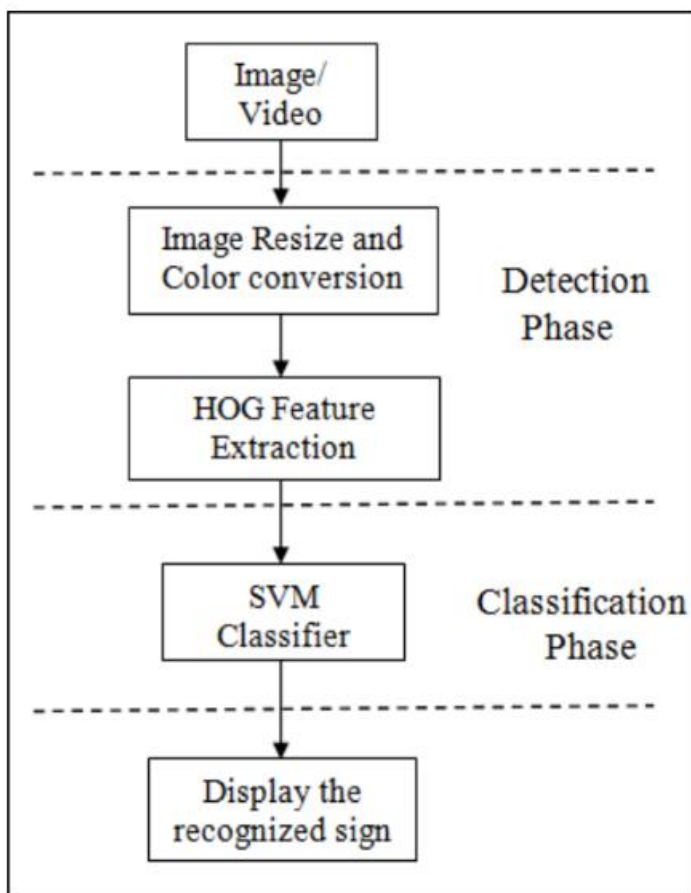 Image/
Video
Image Resize and
Color conversion
Detection
Phase
HOG Feature
Extraction
SVM
Classifier
Classification
Phase
Display the
recognized sign